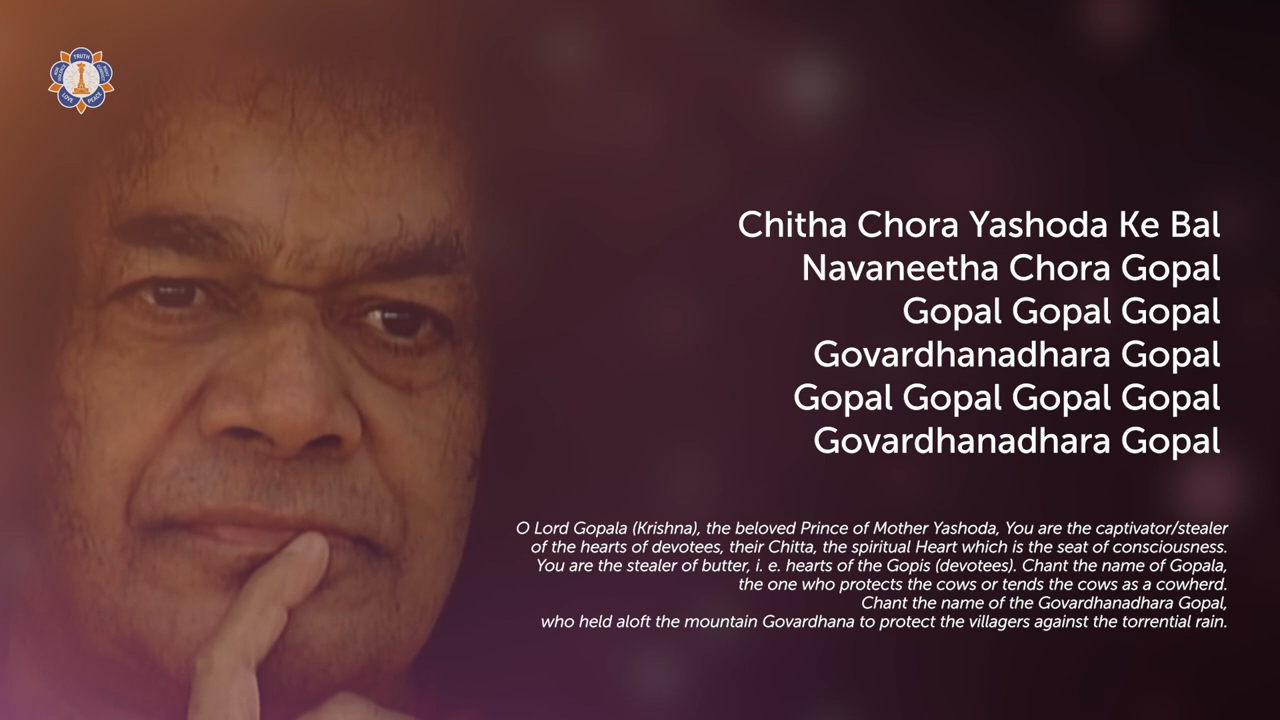 TRUTH
LOVE
PEACE
Chitha Chora Yashoda Ke Bal
Navaneetha Chora Gopal
Gopal Gopal Gopal
Govardhanadhara Gopal
Gopal Gopal Gopal Gopal
Govardhanadhara Gopal
O Lord Gopala (Krishna), the beloved Prince of Mother Yashoda, You are the captivator/stealer
of the hearts of devotees, their Chitta, the spiritual Heart which is the seat of consciousness.
You are the stealer of butter, i. e. hearts of the Gopis (devotees). Chant the name of Gopala,
the one who protects the cows or tends the cows as a cowherd.
Chant the name of the Govardhanadhara Gopal,
who held aloft the mountain Govardhana to protect the villagers against the torrential rain.